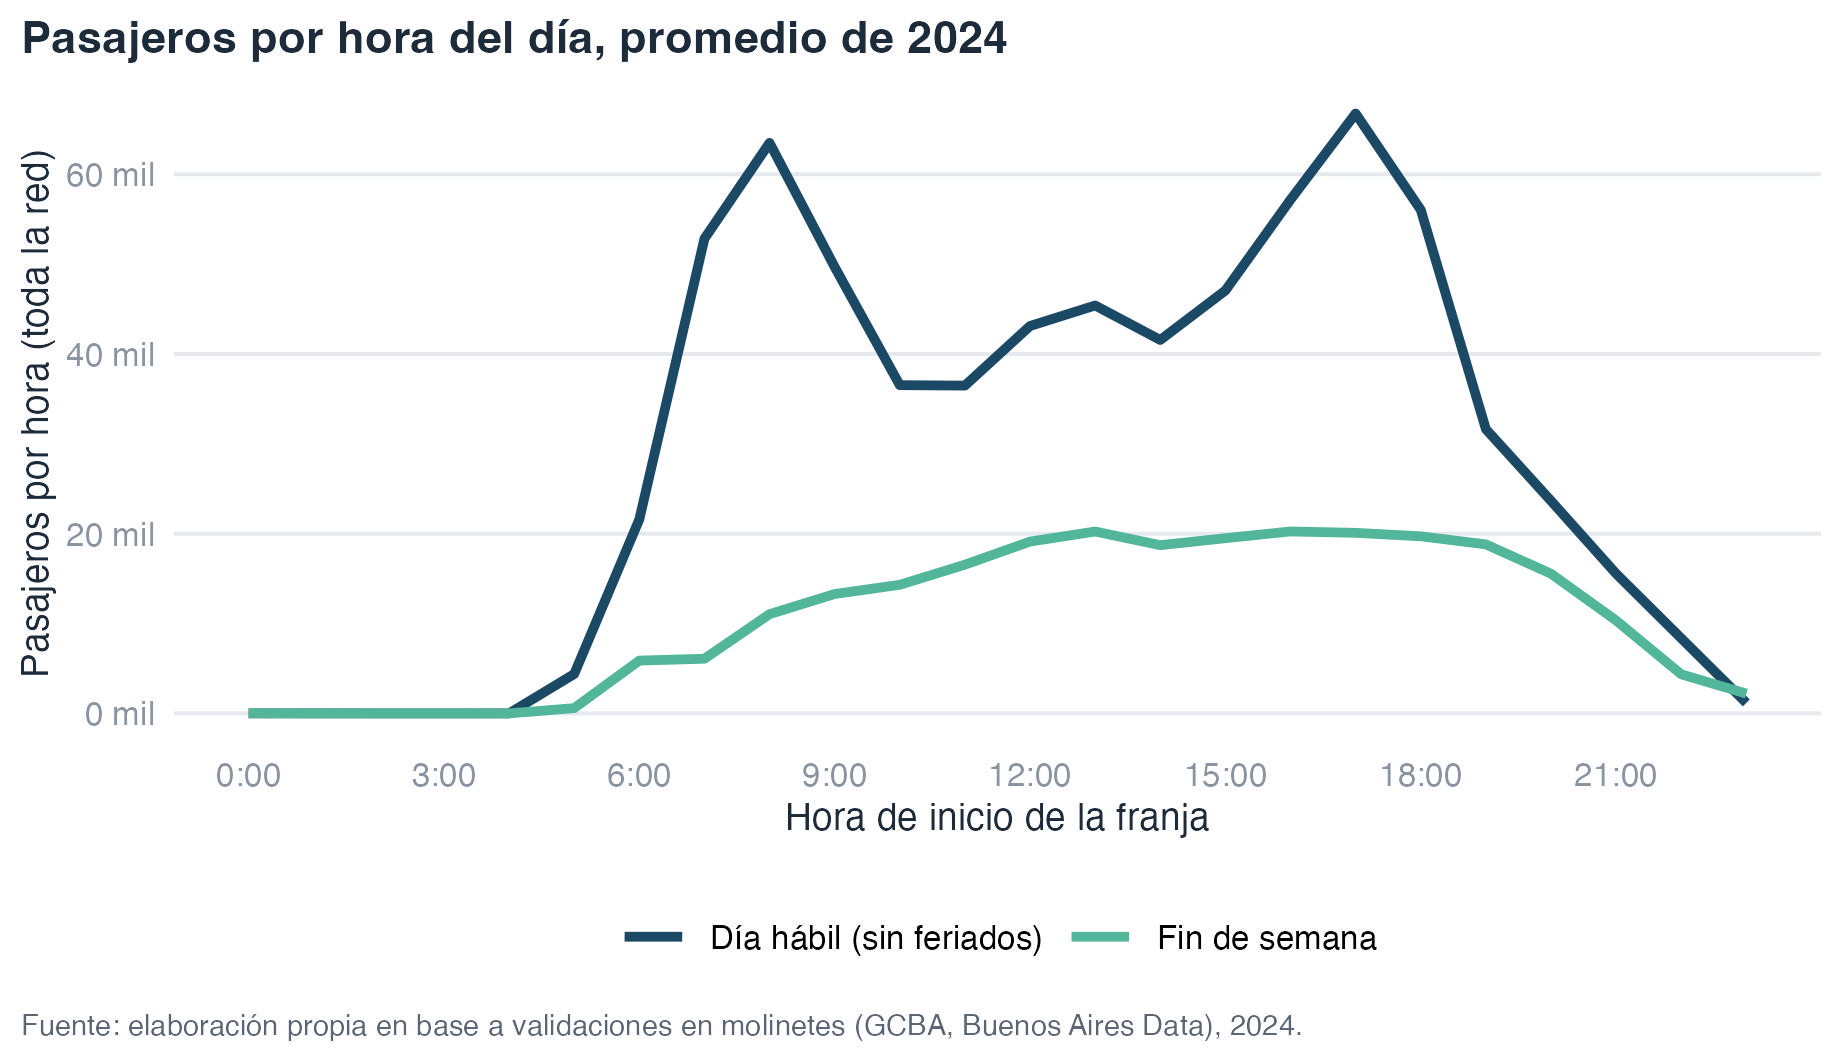 Pasajeros por hora del día, promedio de 2024
Pasajeros por hora (toda la red)
60 mil
40 mil
20 mil
0 mil
0:00 3:00 6:00 9:00 12:00 15:00 18:00 21:00
Hora de inicio de la franja
Día hábil (sin feriados) Fin de semana
Fuente: elaboración propia en base a validaciones en molinetes (GCBA, Buenos Aires Data), 2024.